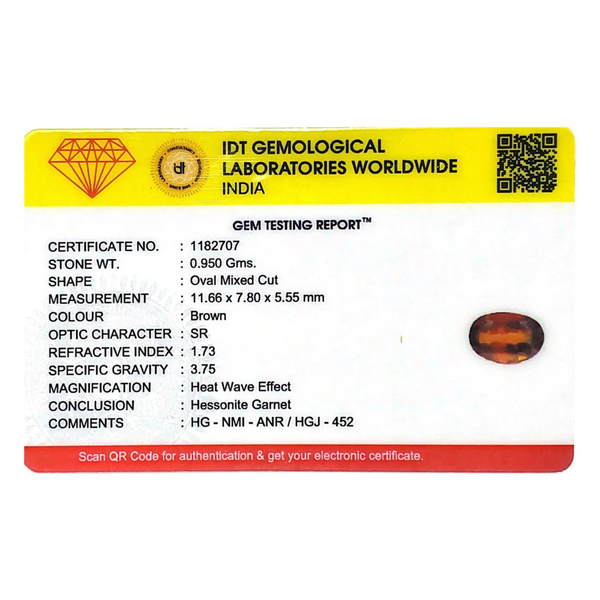 IDT GEMOLOGICAL
LABORATORIES WORLDWIDE
INDIA
GEM TESTING REPORT™
CERTIFICATE NO. : 1182707
STONE WT. : 0.950 Gms.
SHAPE : Oval Mixed Cut
MEASUREMENT : 11.66 x 7.80 x 5.55 mm
COLOUR : Brown
OPTIC CHARACTER : SR
REFRACTIVE INDEX : 1.73
SPECIFIC GRAVITY : 3.75
MAGNIFICATION : Heat Wave Effect
CONCLUSION : Hessonite Garnet
COMMENTS : HG - NMI - ANR / HGJ - 452
Scan QR Code for authentication & get your electronic certificate.